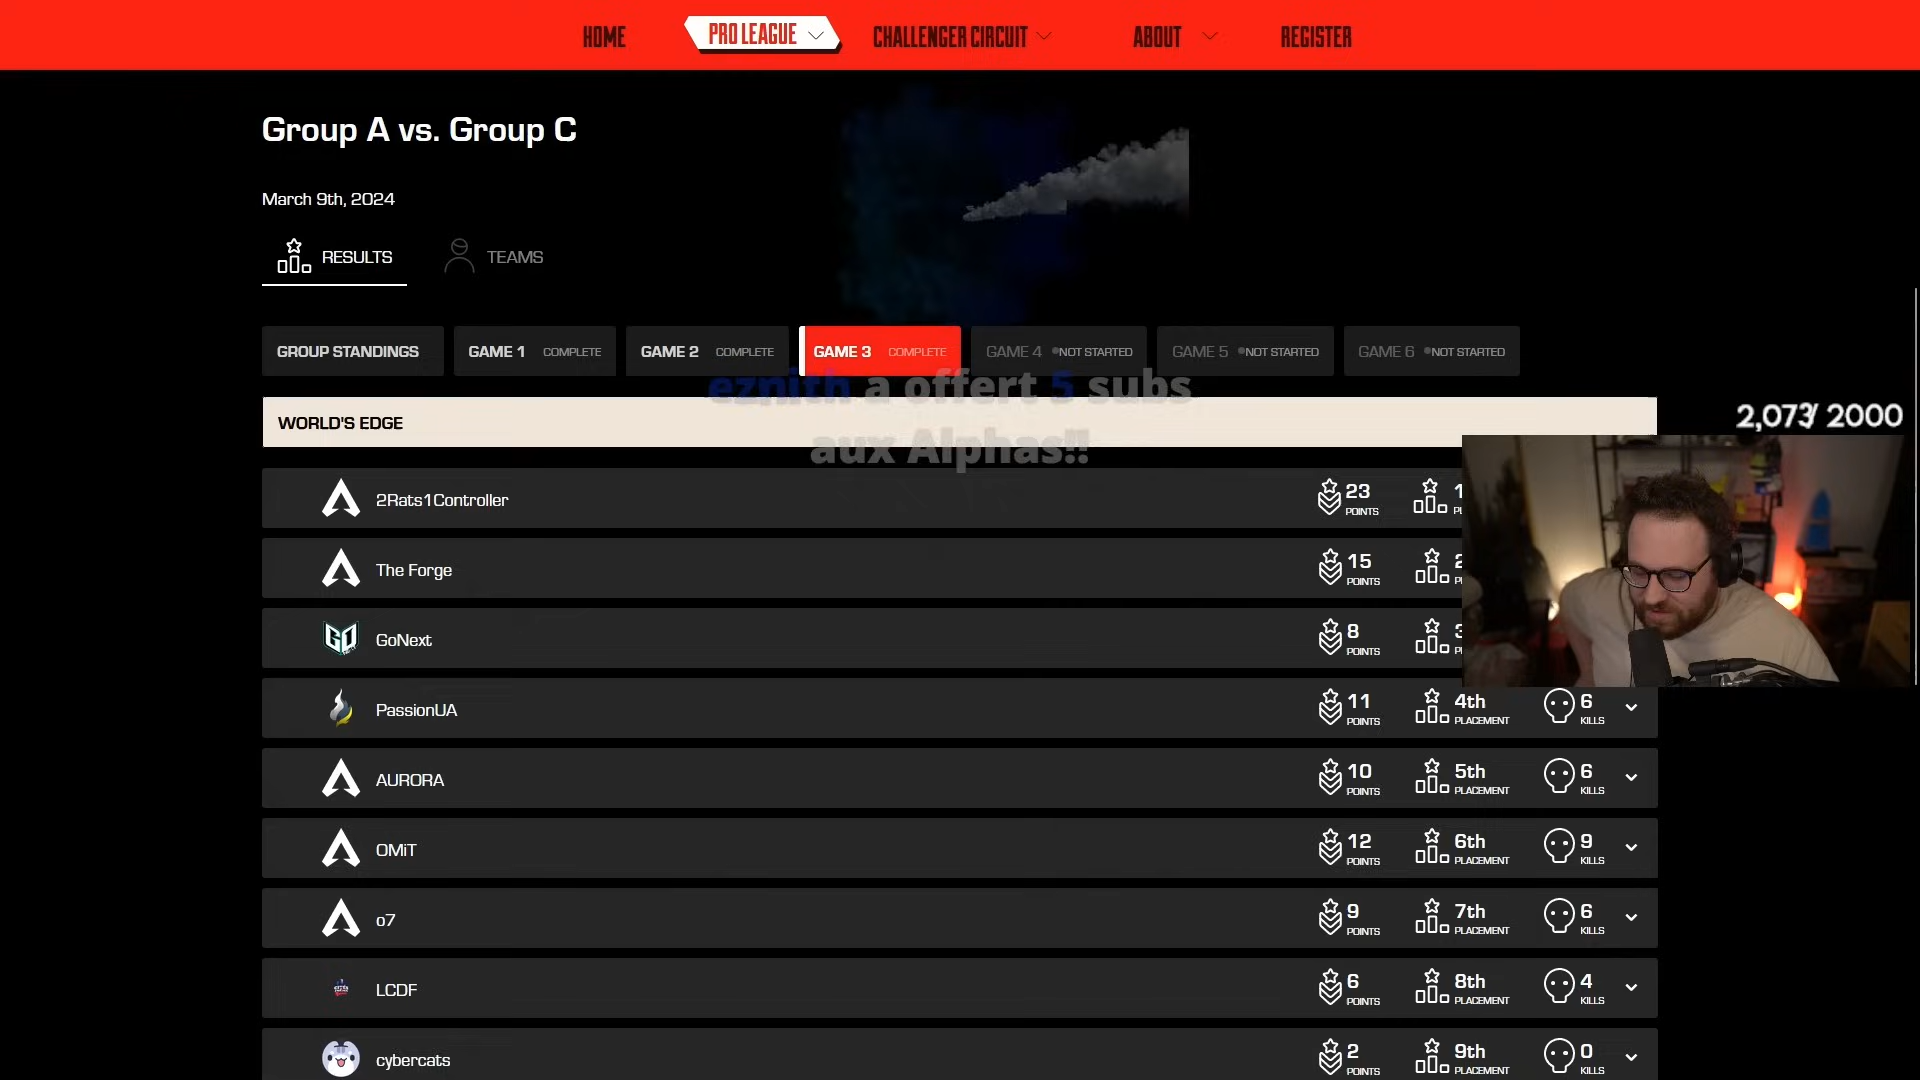 HOME PRO LEAGUE CHALLENGER CIRCUIT ABOUT REGISTER
Group A vs. Group C
March 9th, 2024
RESULTS TEAMS
GROUP STANDINGS GAME 1 COMPLETE GAME 2 COMPLETE GAME 3 COMPLETE GAME 4 NOT STARTED GAME 5 NOT STARTED GAME 6 NOT STARTED
eznith a offert 5 subs
aux Alphas!!
WORLD'S EDGE
2,073/ 2000
2Rats1Controller 23 POINTS 1
The Forge 15 POINTS 2
GoNext 8 POINTS 3
PassionUA 11 POINTS 4th PLACEMENT 6 KILLS
AURORA 10 POINTS 5th PLACEMENT 6 KILLS
OMiT 12 POINTS 6th PLACEMENT 9 KILLS
o7 9 POINTS 7th PLACEMENT 6 KILLS
LCDF 6 POINTS 8th PLACEMENT 4 KILLS
cybercats 2 POINTS 9th PLACEMENT 0 KILLS